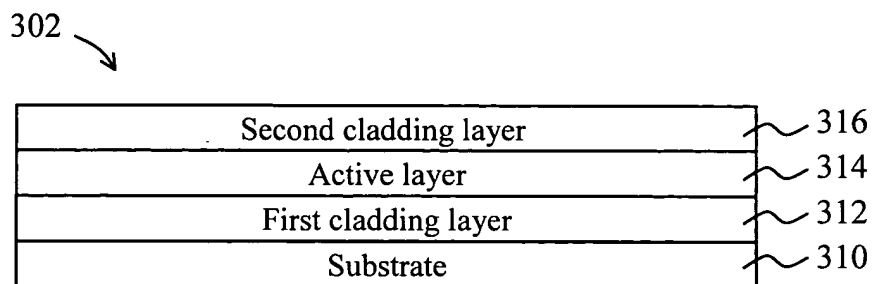 302
Second cladding layer 316
Active layer 314
First cladding layer 312
Substrate 310